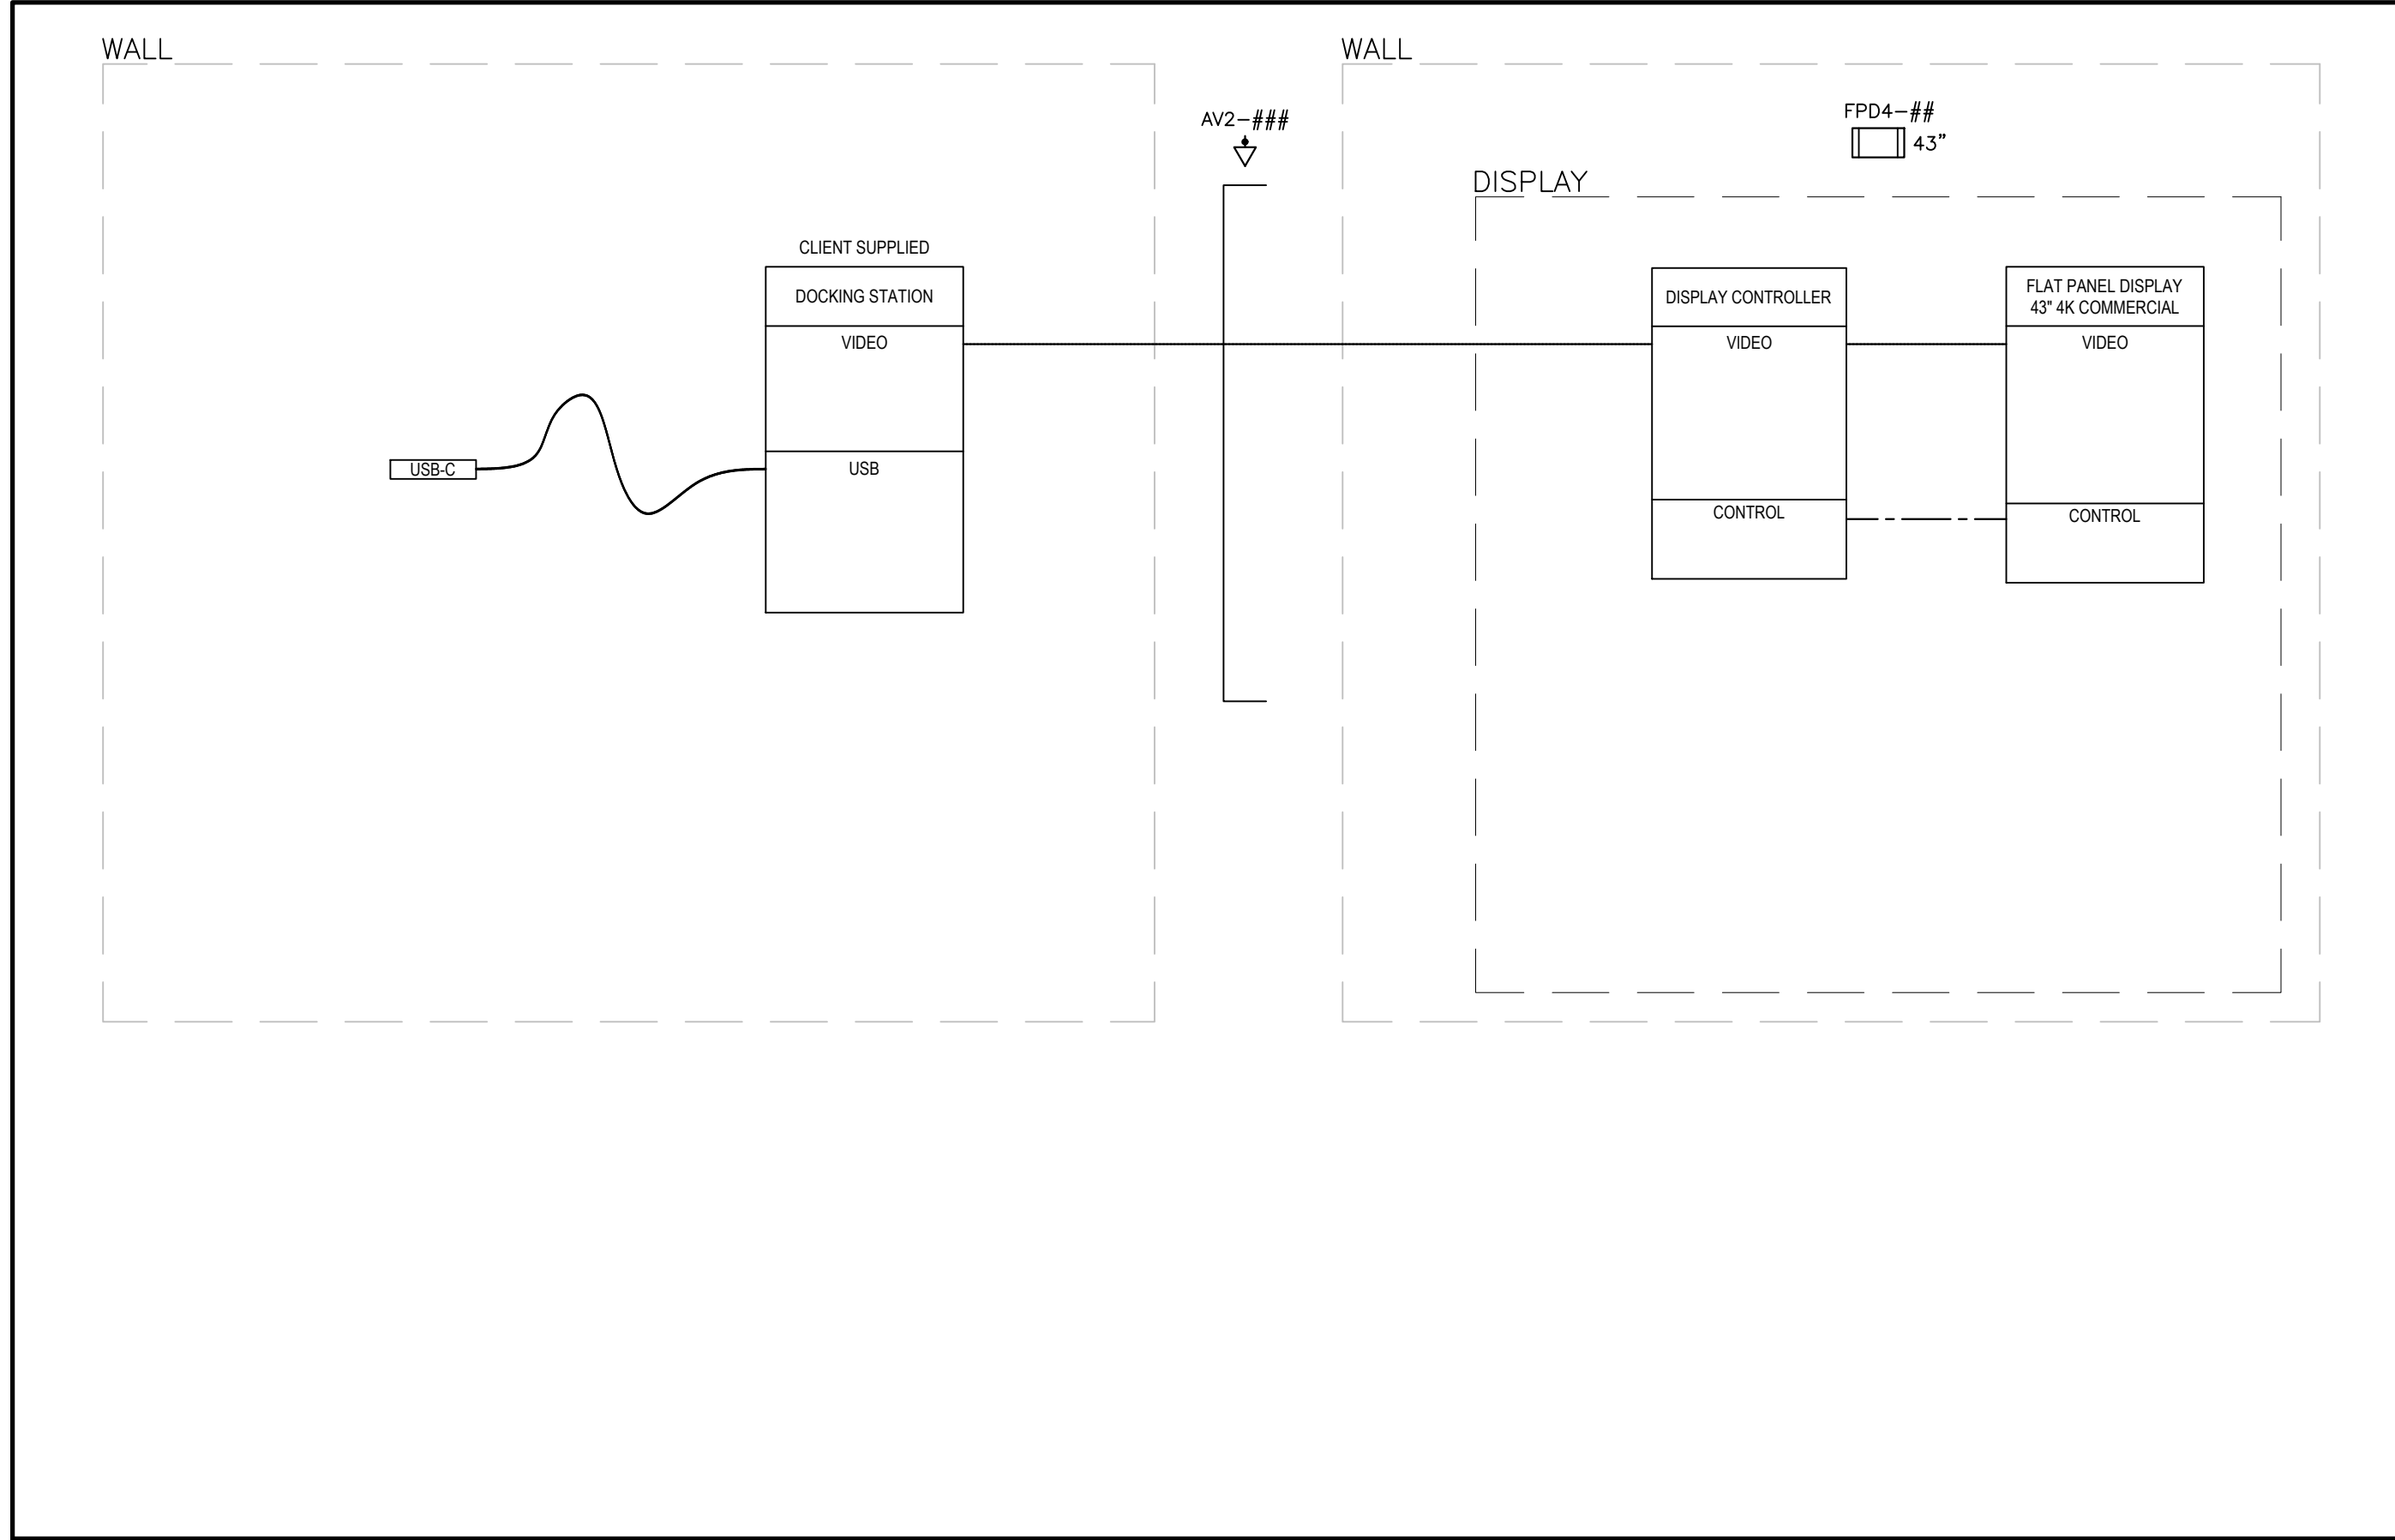 WALL
WALL
AV2-###
FPD4-##
43"
DISPLAY
CLIENT SUPPLIED
DOCKING STATION
VIDEO
USB
USB-C
DISPLAY CONTROLLER
VIDEO
CONTROL
FLAT PANEL DISPLAY
43" 4K COMMERCIAL
VIDEO
CONTROL